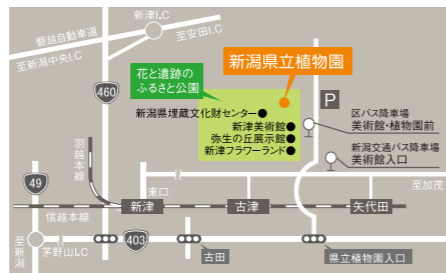 新津I.C
磐越自動車道
至安田I.C
至新潟中央I.C
花と遺跡の
ふるさと公園
新潟県立植物園
460
P
新潟県埋蔵文化財センター●
新津美術館●
弥生の丘展示館●
新津フラワーランド●
区バス降車場
美術館・植物園前
新潟交通バス降車場
美術館入口
羽越本線
49
東口
至加茂
信越本線
新津
古津
矢代田
至新潟
茅野山I.C
403
古田
県立植物園入口